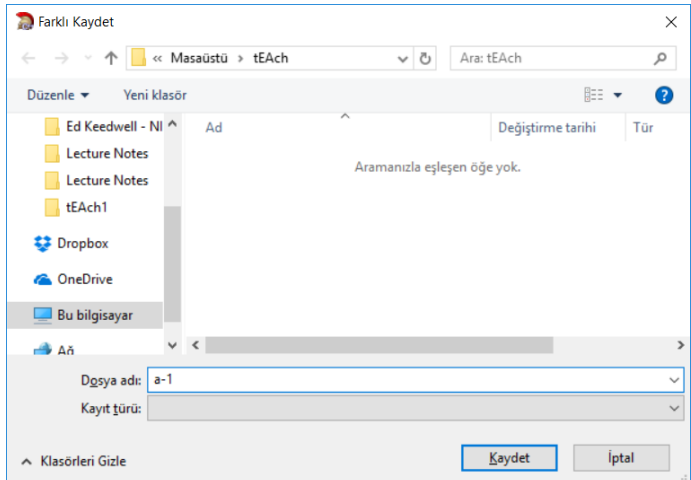 Farklı Kaydet
« Masaüstü › tEAch
Ara: tEAch
Düzenle
Yeni klasör
Ed Keedwell - NI
Lecture Notes
Lecture Notes
tEAch1
Dropbox
OneDrive
Bu bilgisayar
Ağ
Ad
Değiştirme tarihi
Tür
Aramanızla eşleşen öğe yok.
Dosya adı: a-1
Kayıt türü:
Klasörleri Gizle
Kaydet
İptal